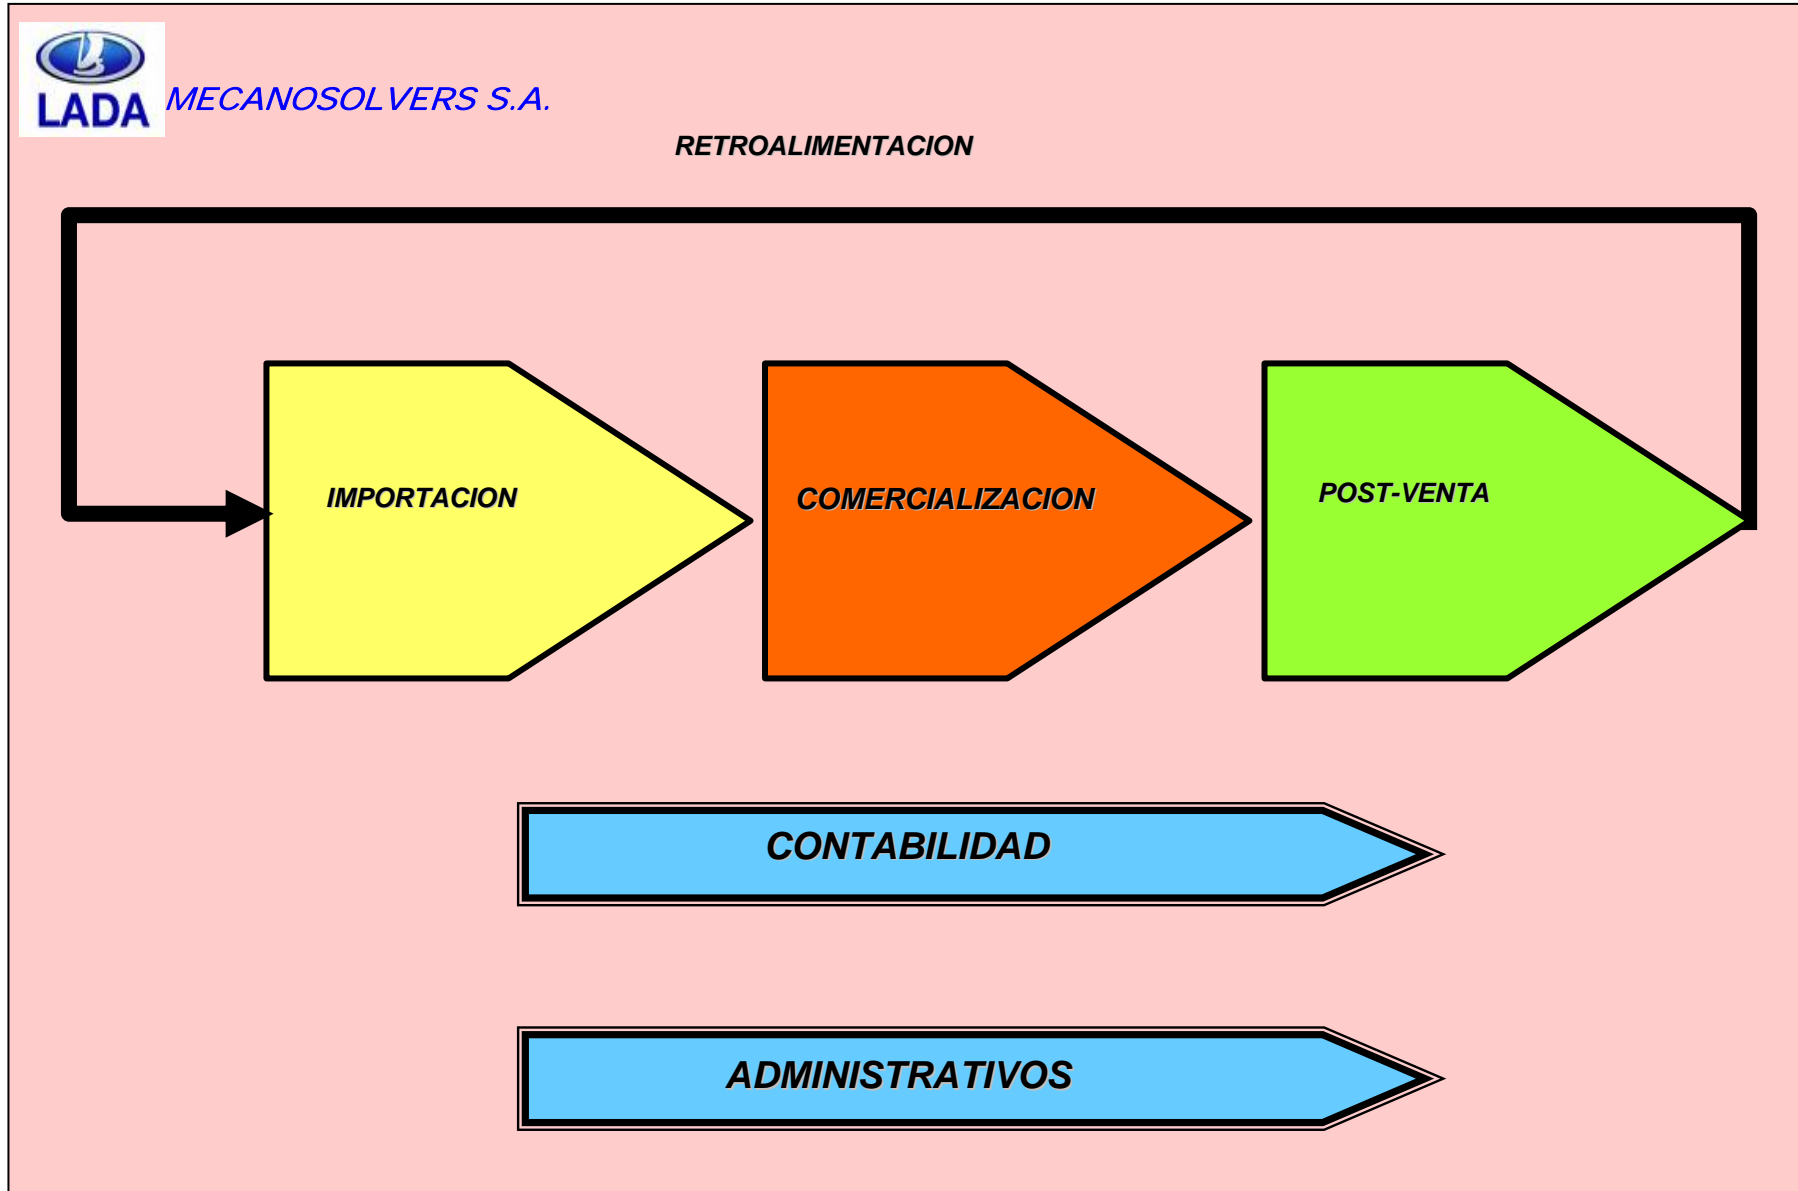 LADA
MECANOSOLVERS S.A.
RETROALIMENTACION
IMPORTACION
COMERCIALIZACION
POST-VENTA
CONTABILIDAD
ADMINISTRATIVOS